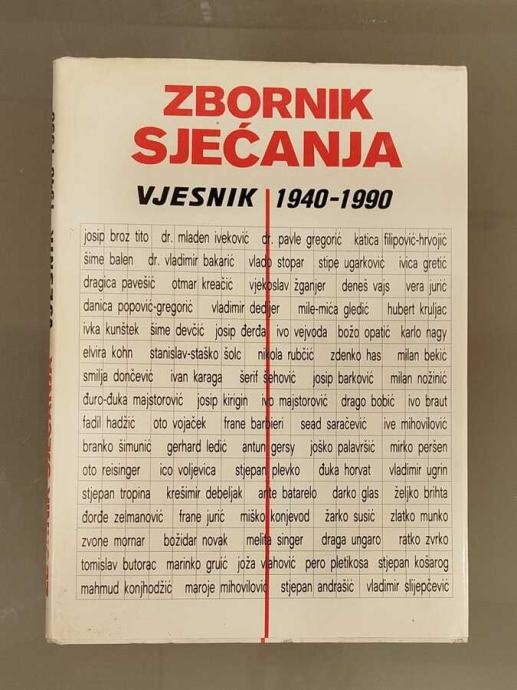 ZBORNIK
SJEĆANJA
VJESNIK 1940-1990
josip broz tito dr. mladen iveković dr. pavle gregorić katica filipović-hrvojić
šime balen dr. vladimir bakarić vlado stopar stipe ugarković ivica gretić
dragica pavešić otmar kreačić vjekoslav žganjer deneš vajs vera jurić
danica popović-gregorić vladimir dedijer mile-mića gledić hubert kruljac
ivka kunštek šime devčić josip đerđa ivo vejvoda božo opatić karlo nagy
elvira kohn stanislav-staško šolc nikola rubčić zdenko has milan bekić
smilja dončević ivan karaga šerif šehović josip barković milan nožinić
đuro-đuka majstorović josip kirigin ivo majstorović drago bobić ivo braut
fadil hadžić oto vojaček frane barbieri sead saračević ive mihovilović
branko šimunić gerhard ledić antun gersy joško palavršić mirko peršen
oto reisinger ico voljevica stjepan plevko đuka horvat vladimir ugrin
stjepan tropina krešimir debeljak ante batarelo darko glas željko brihta
đorđe zelmanović frane jurić miško konjevod žarko susić zlatko munko
zvone mornar božidar novak melita singer draga ungaro ratko zvrko
tomislav butorac marinko gruić joža vlahović pero pletikosa stjepan košarog
mahmud konjhodžić maroje mihovilović stjepan andrašić vladimir slijepčević